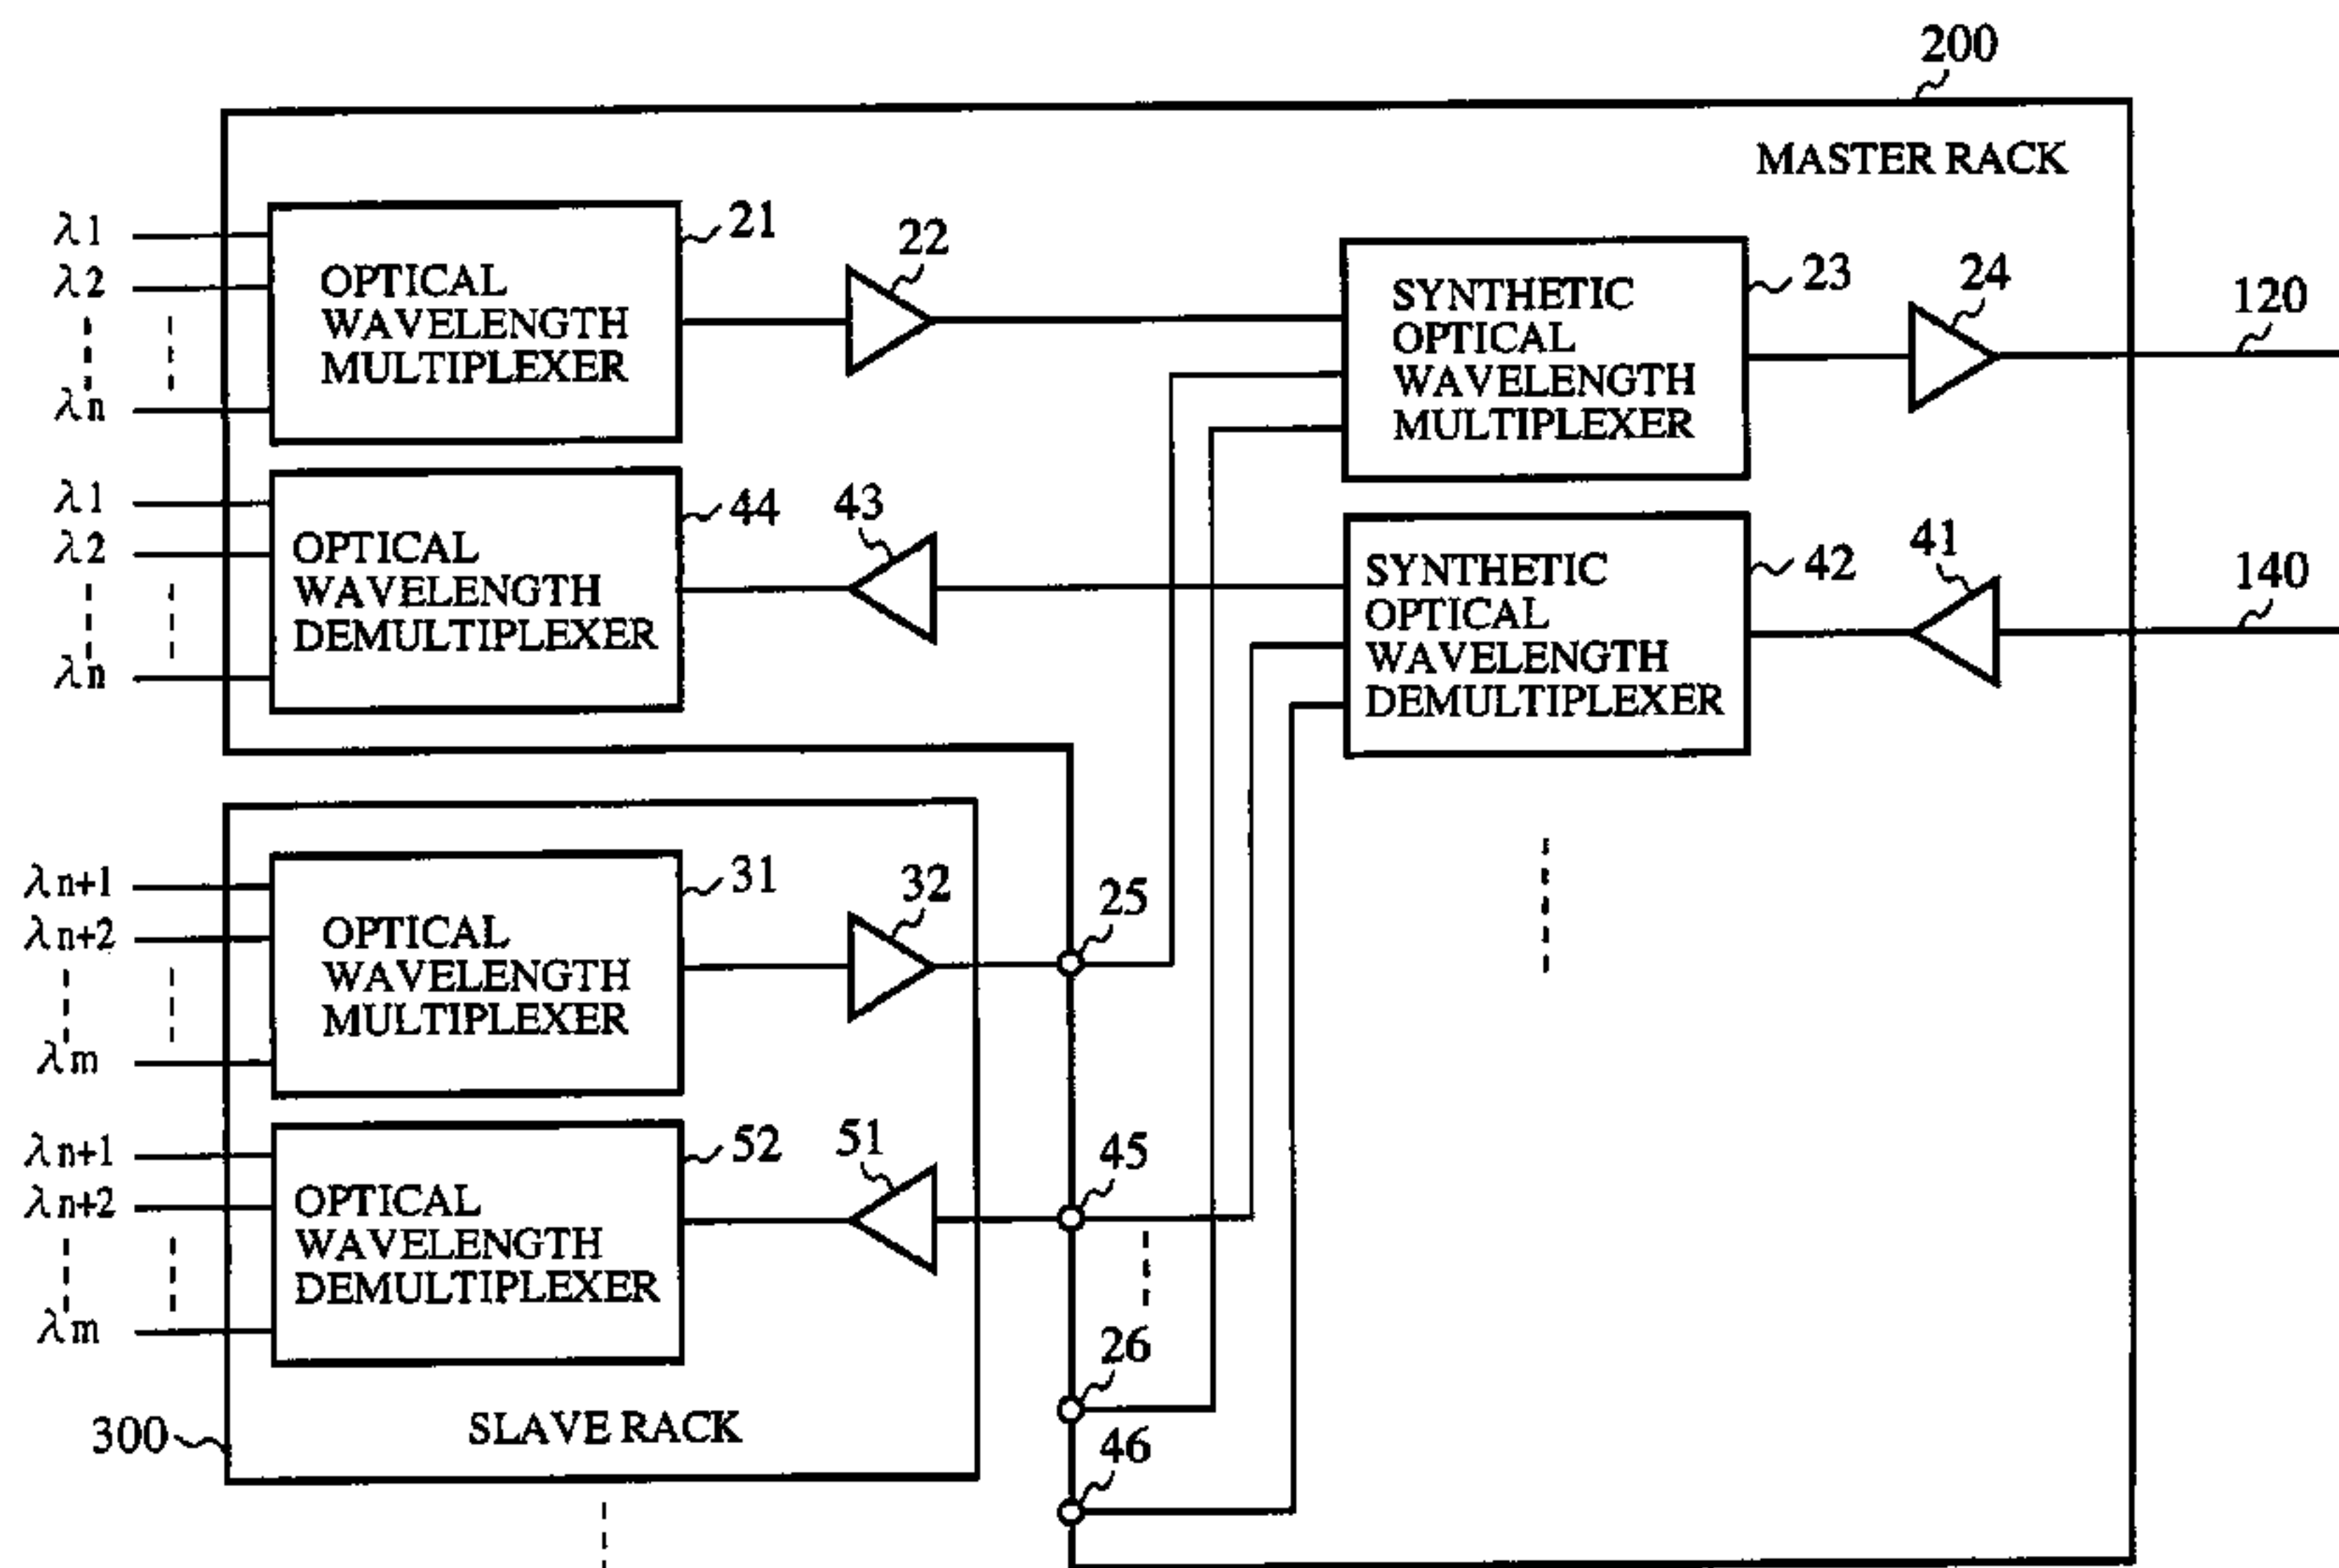 200
MASTER RACK
λ1
λ2
λn
OPTICAL
WAVELENGTH
MULTIPLEXER
21
22
SYNTHETIC
OPTICAL
WAVELENGTH
MULTIPLEXER
23
24
120
λ1
λ2
λn
OPTICAL
WAVELENGTH
DEMULTIPLEXER
44
43
SYNTHETIC
OPTICAL
WAVELENGTH
DEMULTIPLEXER
42
41
140
λn+1
λn+2
λm
OPTICAL
WAVELENGTH
MULTIPLEXER
31
32
25
λn+1
λn+2
λm
OPTICAL
WAVELENGTH
DEMULTIPLEXER
52
51
45
26
46
300
SLAVE RACK